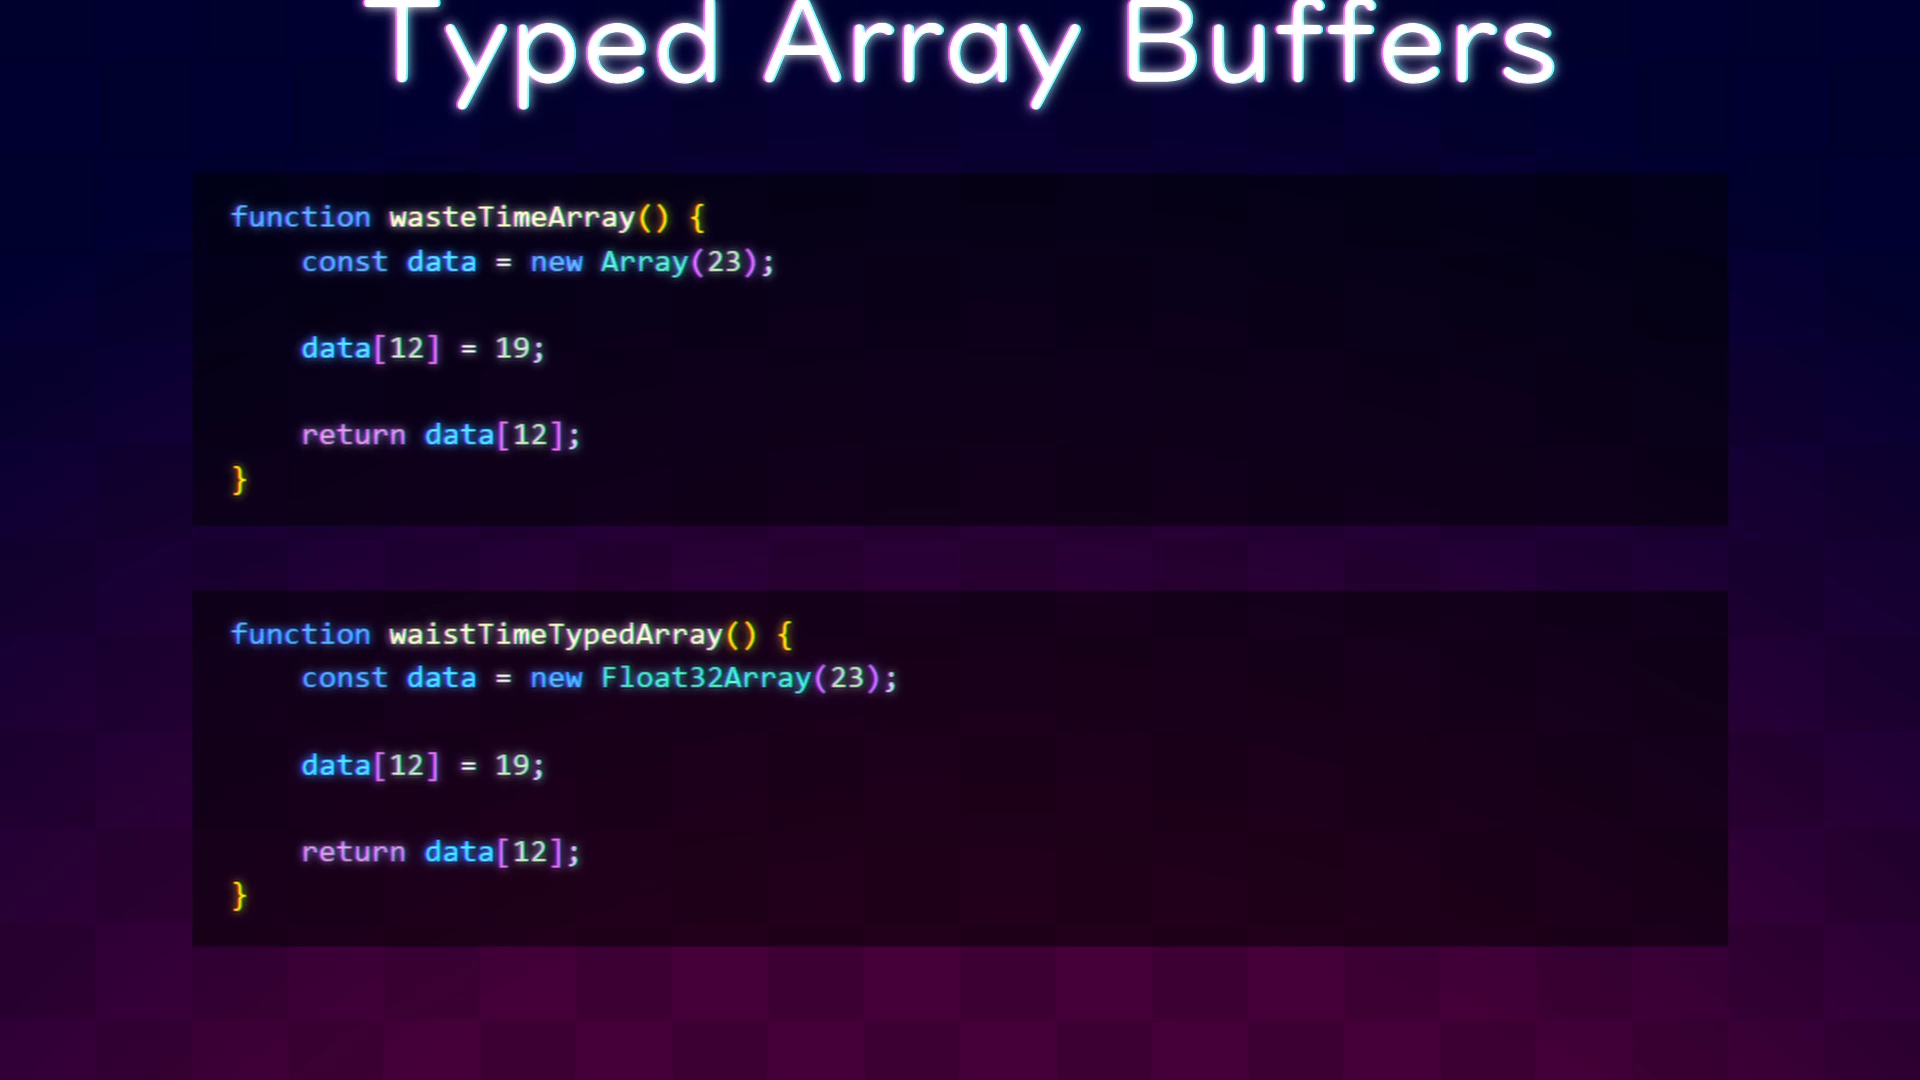 Typed Array Buffers
function wasteTimeArray() {
    const data = new Array(23);
    data[12] = 19;
    return data[12];
}
function waistTimeTypedArray() {
    const data = new Float32Array(23);
    data[12] = 19;
    return data[12];
}